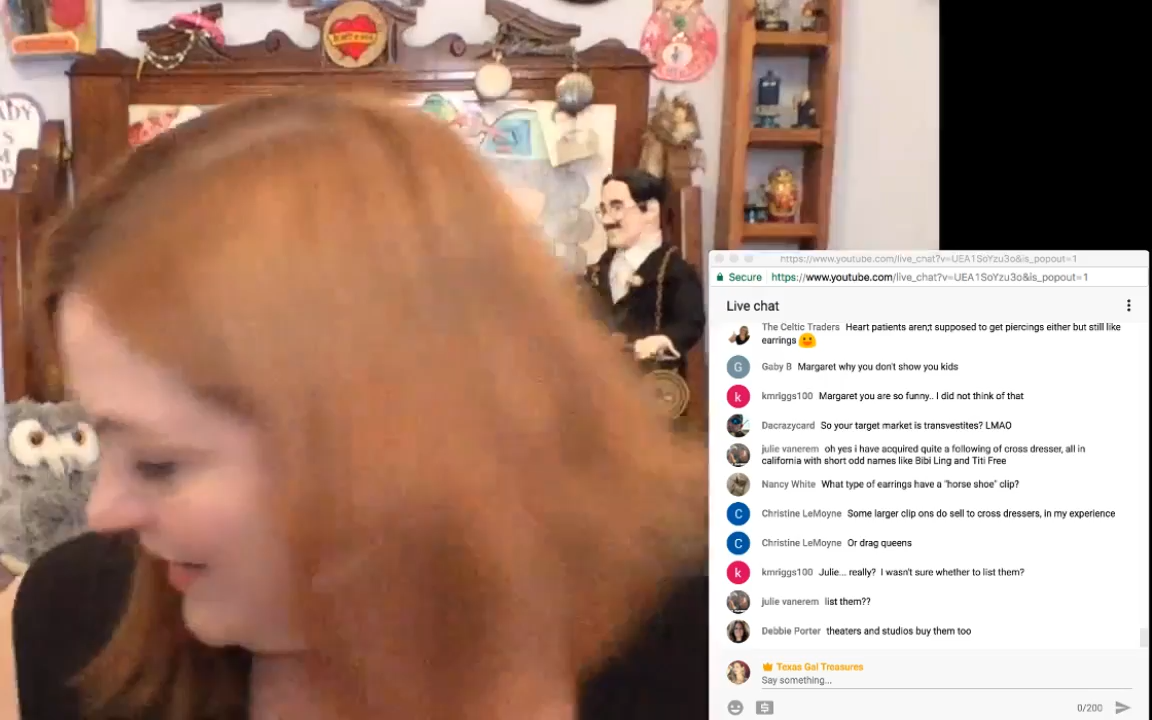 https://www.youtube.com/live_chat?v=UEA1SoYzu3o&is_popout=1
Secure https://www.youtube.com/live_chat?v=UEA1SoYzu3o&is_popout=1
Live chat
The Celtic Traders Heart patients aren;t supposed to get piercings either but still like
earrings
G Gaby B Margaret why you don't show you kids
k kmriggs100 Margaret you are so funny.. I did not think of that
Dacrazycard So your target market is transvestites? LMAO
julie vanerem oh yes i have acquired quite a following of cross dresser, all in
california with short odd names like Bibi Ling and Titi Free
Nancy White What type of earrings have a "horse shoe" clip?
C Christine LeMoyne Some larger clip ons do sell to cross dressers, in my experience
C Christine LeMoyne Or drag queens
k kmriggs100 Julie... really? I wasn't sure whether to list them?
julie vanerem list them??
Debbie Porter theaters and studios buy them too
Texas Gal Treasures
Say something...
0/200